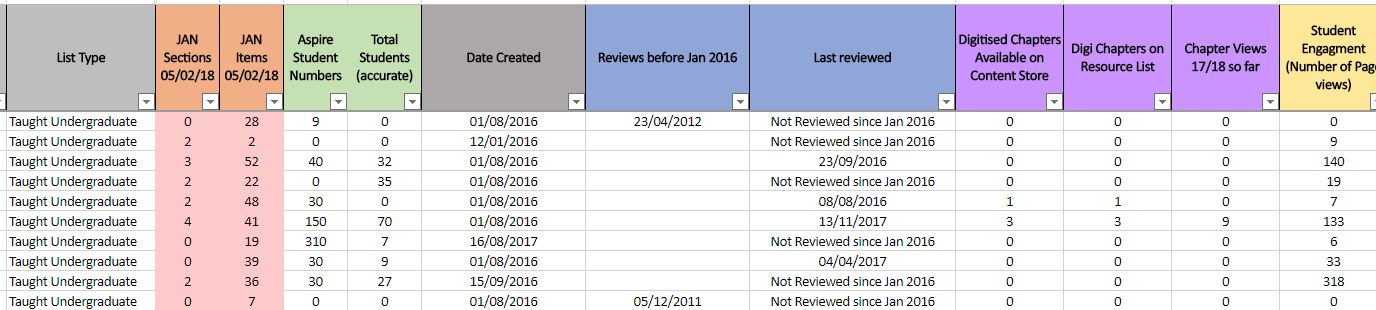 List Type JAN Sections 05/02/18 JAN Items 05/02/18 Aspire Student Numbers Total Students (accurate) Date Created Reviews before Jan 2016 Last reviewed Digitised Chapters Available on Content Store Digi Chapters on Resource List Chapter Views 17/18 so far Student Engagment (Number of Page views)
Taught Undergraduate 0 28 9 0 01/08/2016 23/04/2012 Not Reviewed since Jan 2016 0 0 0 0
Taught Undergraduate 2 2 0 0 12/01/2016 Not Reviewed since Jan 2016 0 0 0 9
Taught Undergraduate 3 52 40 32 01/08/2016 23/09/2016 0 0 0 140
Taught Undergraduate 2 22 0 35 01/08/2016 Not Reviewed since Jan 2016 0 0 0 19
Taught Undergraduate 2 48 30 0 01/08/2016 08/08/2016 1 1 0 7
Taught Undergraduate 4 41 150 70 01/08/2016 13/11/2017 3 3 9 133
Taught Undergraduate 0 19 310 7 16/08/2017 Not Reviewed since Jan 2016 0 0 0 6
Taught Undergraduate 0 39 30 9 01/08/2016 04/04/2017 0 0 0 33
Taught Undergraduate 2 36 30 27 15/09/2016 Not Reviewed since Jan 2016 0 0 0 318
Taught Undergraduate 0 7 0 0 01/08/2016 05/12/2011 Not Reviewed since Jan 2016 0 0 0 0